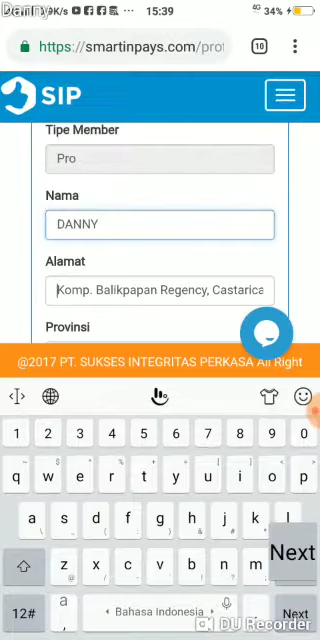 Danny
9K/s ... 15:39 4G 34%
https://smartinpays.com/prof
10
SIP
Tipe Member
Pro
Nama
DANNY
Alamat
Komp. Balikpapan Regency, Castarica
Provinsi
@2017 PT. SUKSES INTEGRITAS PERKASA All Right
1 2 3 4 5 6 7 8 9 0
q w e r t y u i o p
a s d f g h j k l
z x c v b n m
Next
12# a , Bahasa Indonesia . Next
DU Recorder